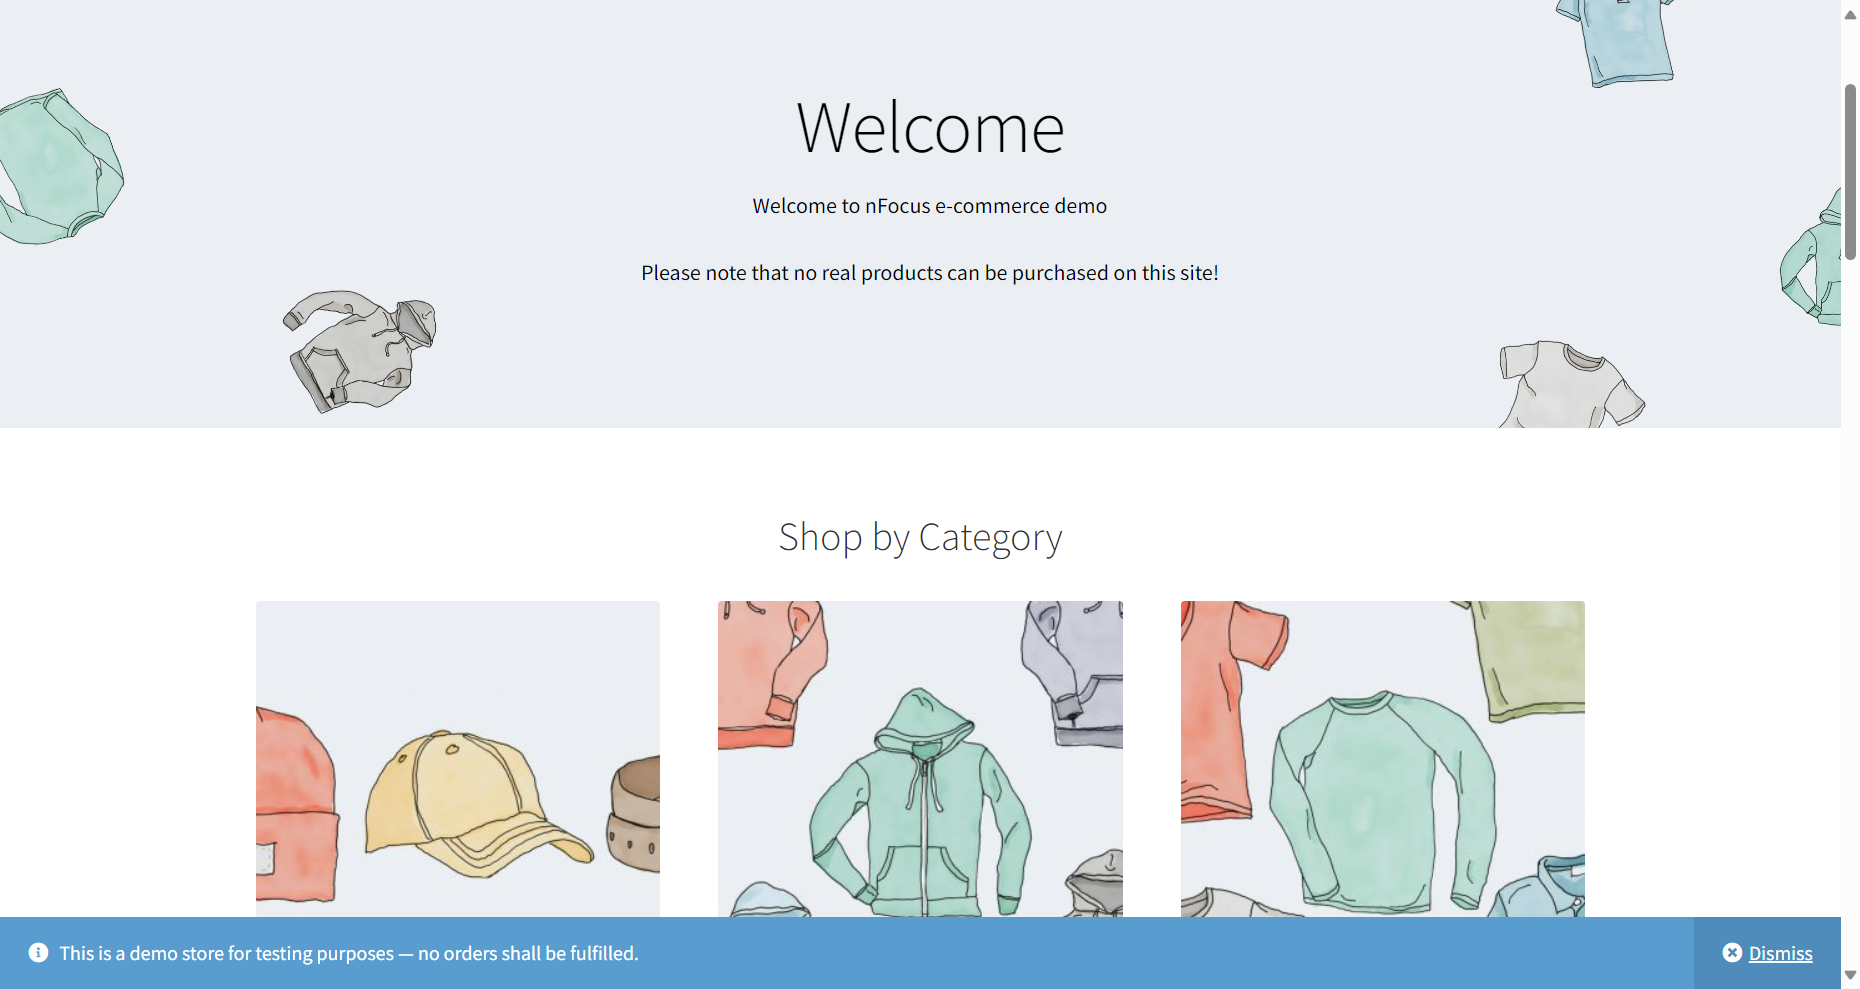 Welcome
Welcome to nFocus e-commerce demo
Please note that no real products can be purchased on this site!
Shop by Category
This is a demo store for testing purposes — no orders shall be fulfilled.
Dismiss